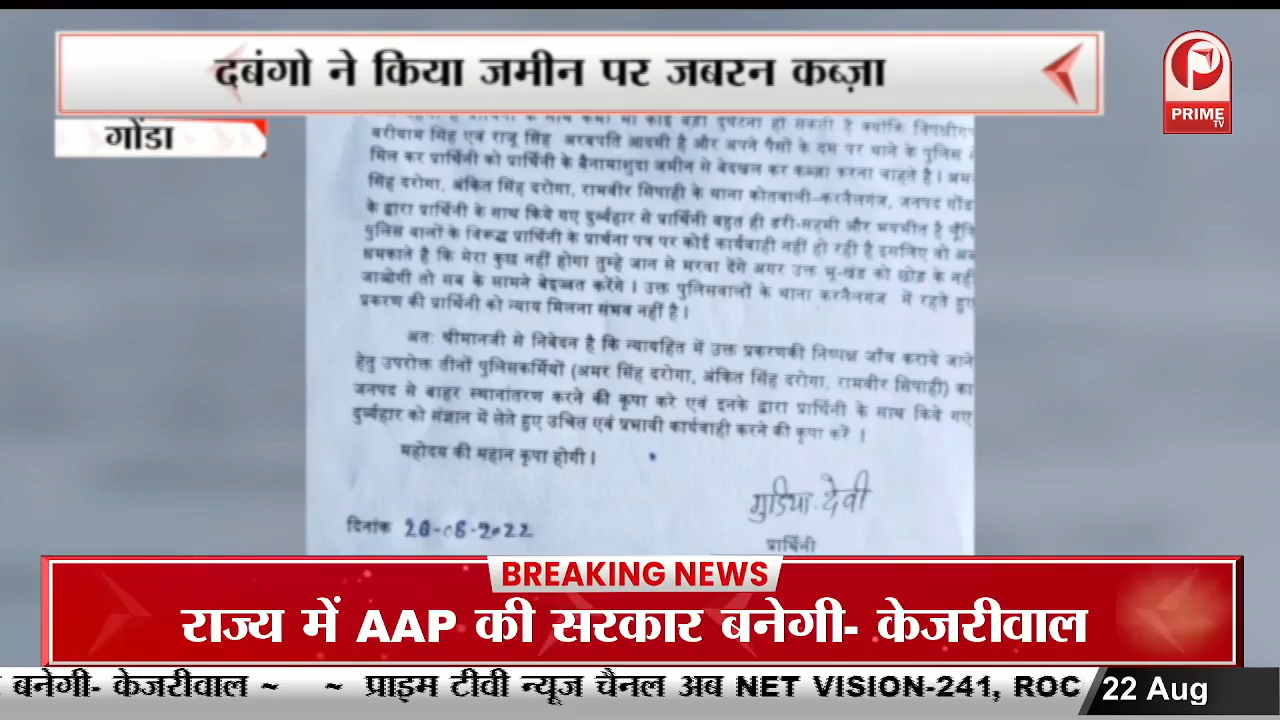 दबंगो ने किया जमीन पर जबरन कब्ज़ा
PRIME
TV
गोंडा
वरीयाम सिंह एवं राजू सिंह अरबपति आदमी है और अपने पैसों के दम पर थाने के पुलिस
मिल कर प्रार्थिनी को प्रार्थिनी के बैनामाशुदा जमीन से बेदखल कर कब्जा करना चाहते है।
सिंह दरोगा, अंकित सिंह दरोगा, रामवीर सिपाही के थाना कोतवाली–करनैलगंज, जनपद गोंड
के द्वारा प्रार्थिनी के साथ किये गए दुर्व्यहार से प्रार्थिनी बहुत ही डरी-सहमी और भयभीत है
पुलिस वालों के विरूद्ध प्रार्थिनी के प्रार्थना पत्र पर कोई कार्यवाही नहीं हो रही है इसलिए वो
धमकाते है कि मेरा कुछ नहीं होगा तुम्हे जान से मरवा देंगे अगर उक्त भू-खंड को छोड के नही
जाओगी तो सब के सामने बेइज्जत करेंगे। उक्त पुलिसवालों के थाना करनैलगंज में रहते हुए
प्रकरण की प्रार्थिनी को न्याय मिलना संभव नहीं है।
अतः श्रीमानजी से निवेदन है कि न्यायहित में उक्त प्रकरणकी निष्पक्ष जाँच कराये जाने
हेतु उपरोक्त तीनों पुलिसकर्मियों (अमर सिंह दरोगा, अंकित सिंह दरोगा, रामवीर सिपाही) का
जनपद से बाहर स्थानांतरण करने की कृपा करे एवं इनके द्वारा प्रार्थिनी के साथ किये गए
दुर्व्यहार को संज्ञान में लेते हुए उचित एवं प्रभावी कार्यवाही करने की कृपा करें ।
महोदय की महान कृपा होगी।
गुडिया-देवी
दिनांक 20-08-2022
प्रार्थिनी
BREAKING NEWS
राज्य में AAP की सरकार बनेगी- केजरीवाल
बनेगी- केजरीवाल ~ ~ प्राइम टीवी न्यूज चैनल अब NET VISION-241, ROC
22 Aug